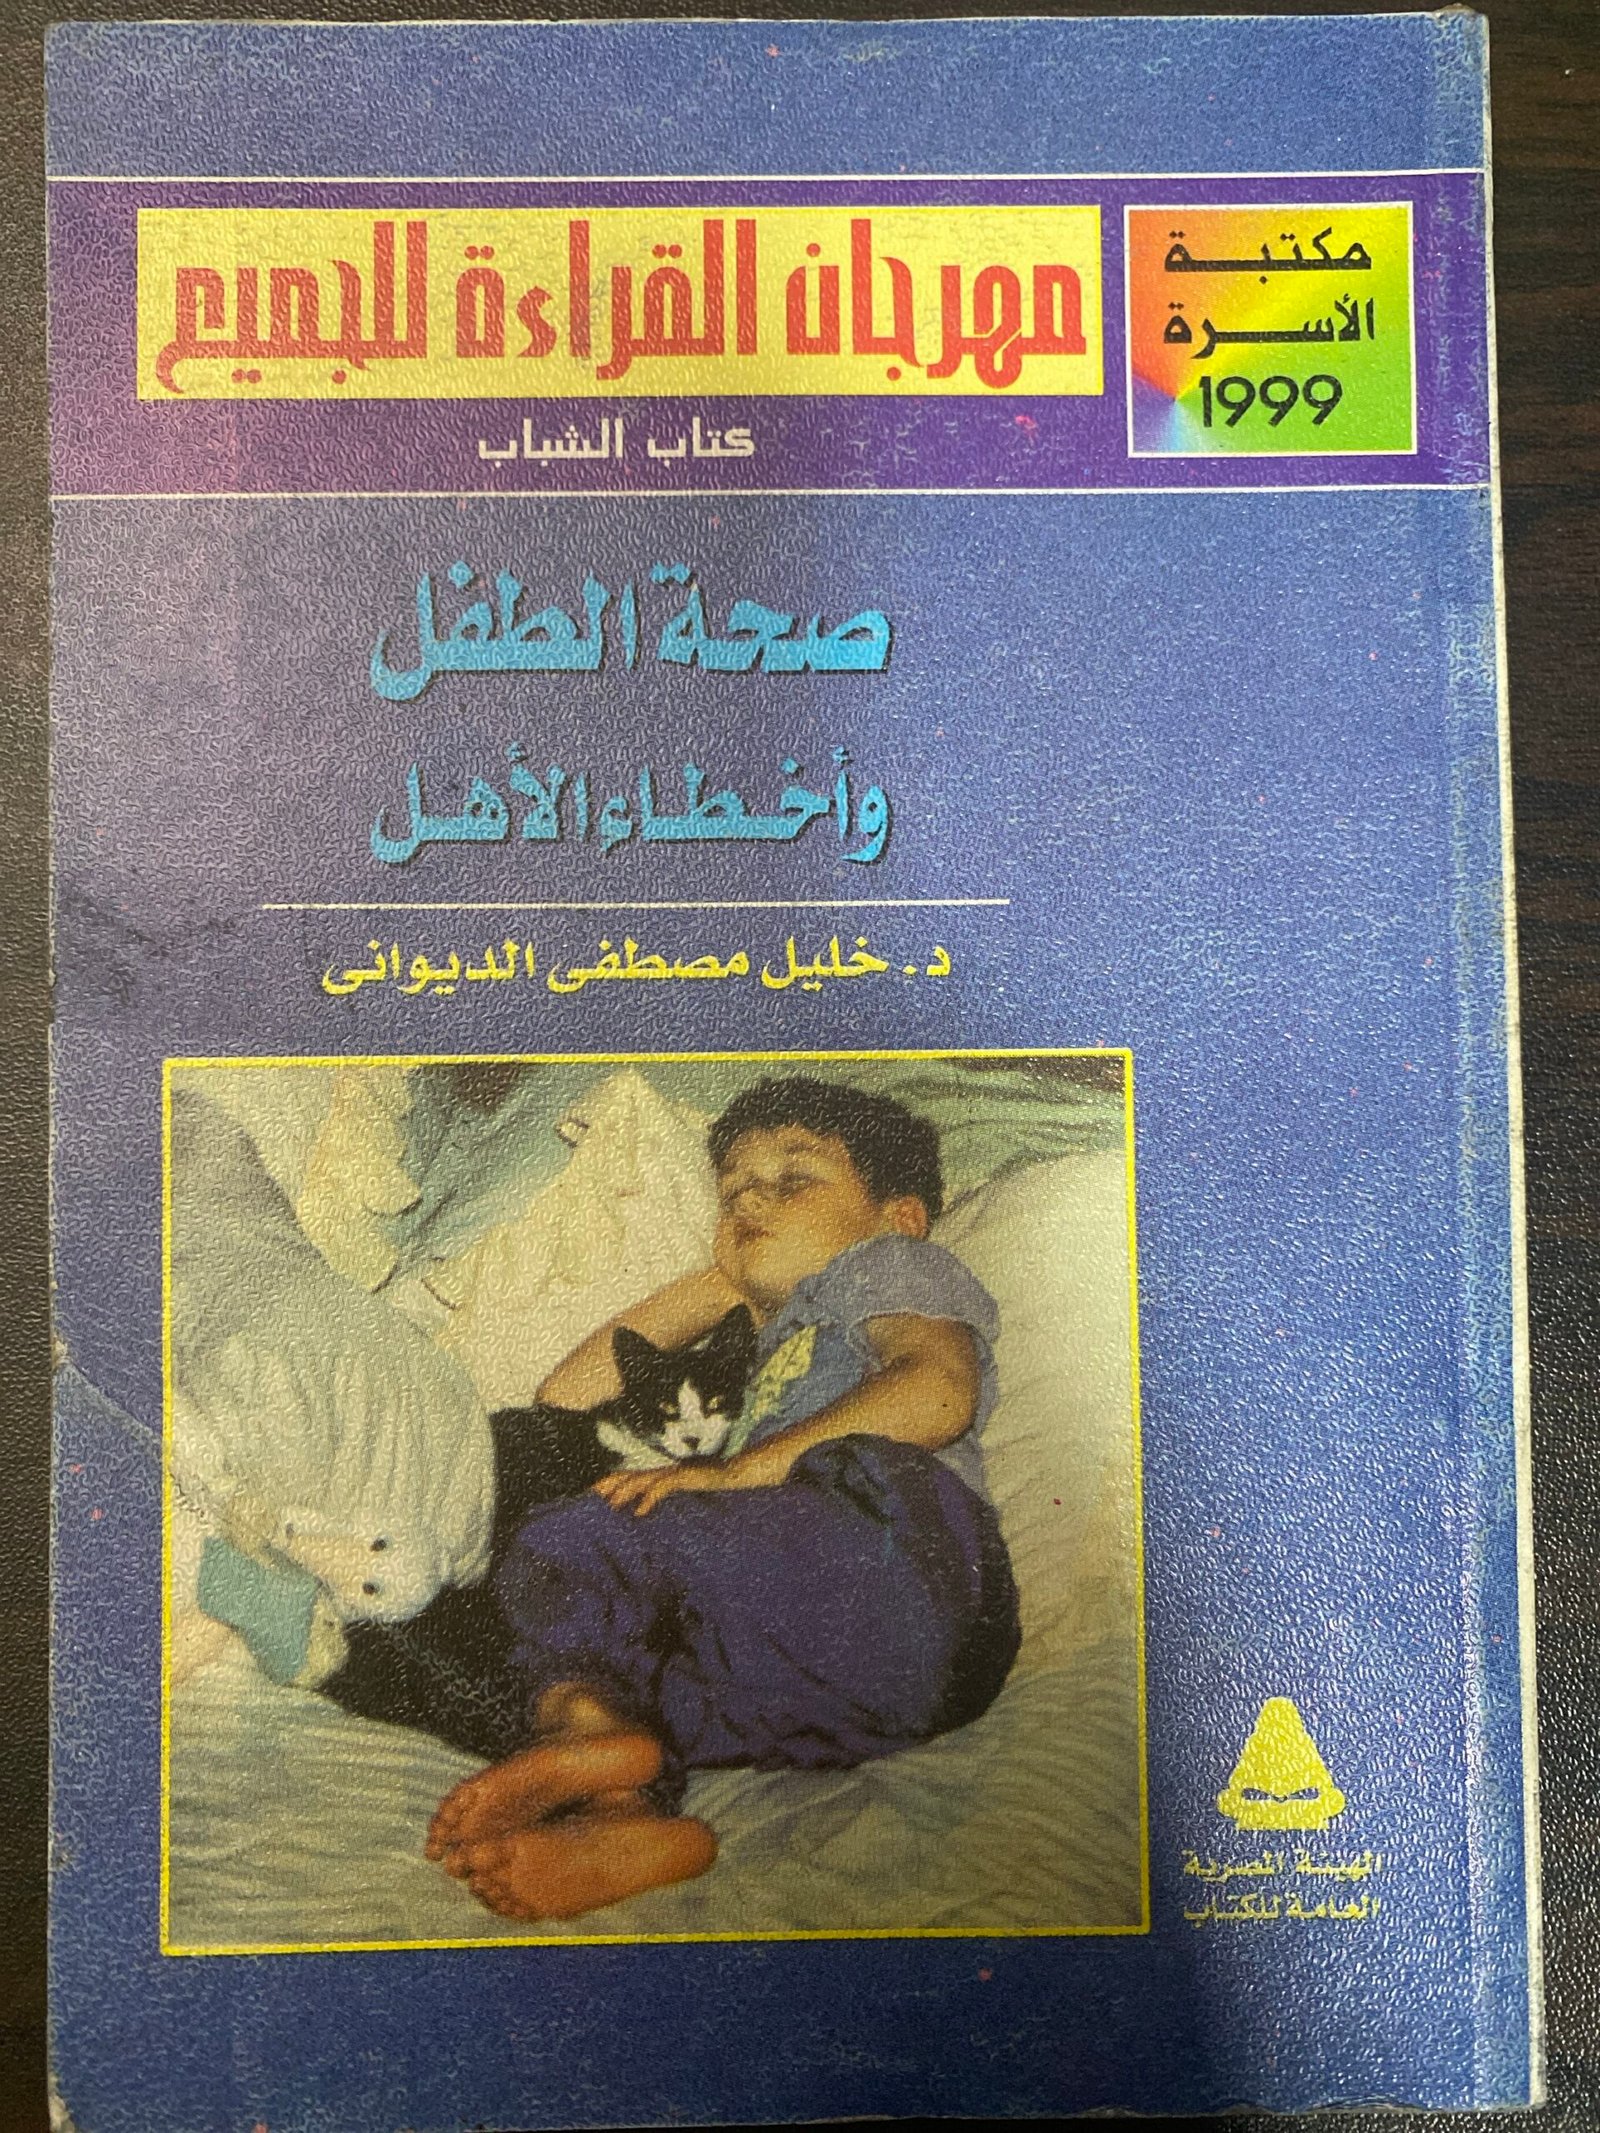 مكتبة
الأسرة
1999
مهرجان القراءة للجميع
كتاب الشباب
صحة الطفل
وأخطاء الأهل
د. خليل مصطفى الديوانى
الهيئة المصرية
العامة للكتاب